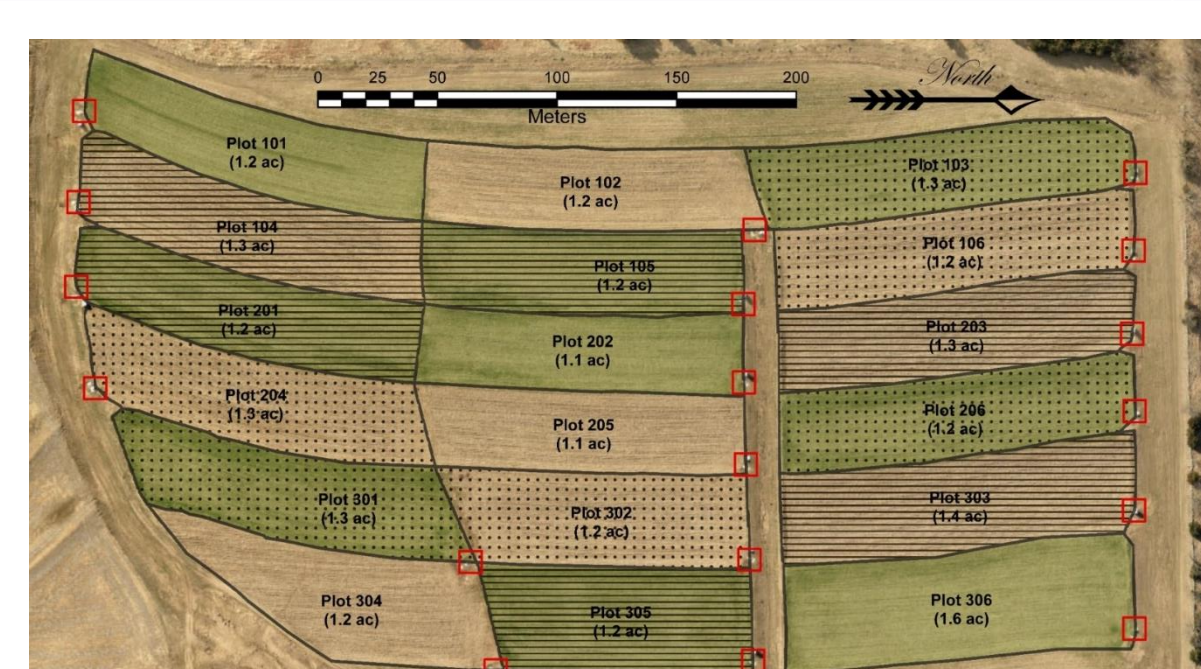 0 25 50 100 150 200
Meters
North
Plot 101
(1.2 ac)
Plot 102
(1.2 ac)
Plot 103
(1.3 ac)
Plot 104
(1.3 ac)
Plot 105
(1.2 ac)
Plot 106
(1.2 ac)
Plot 201
(1.2 ac)
Plot 202
(1.1 ac)
Plot 203
(1.3 ac)
Plot 204
(1.3 ac)
Plot 205
(1.1 ac)
Plot 206
(1.2 ac)
Plot 301
(1.3 ac)
Plot 302
(1.2 ac)
Plot 303
(1.4 ac)
Plot 304
(1.2 ac)
Plot 305
(1.2 ac)
Plot 306
(1.6 ac)